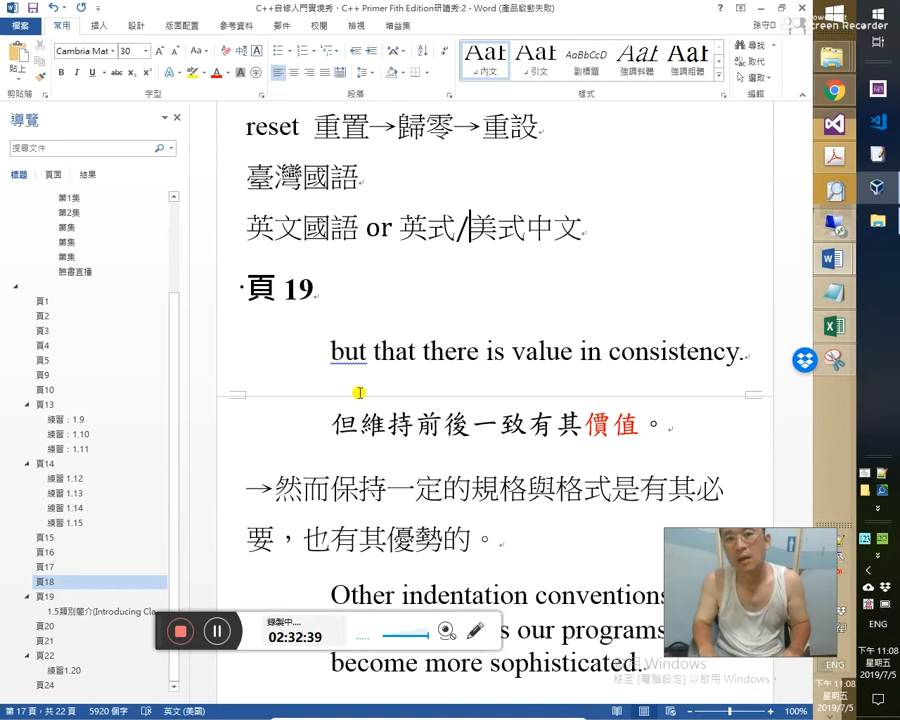 C++自修入門實境秀、C++ Primer Fith Edition研讀秀:2 - Word (產品啟動失敗)
檔案 常用 插入 設計 版面配置 參考資料 郵件 校閱 檢視 增益集
孫守
Screen Recorder
貼上
Cambria Mat 30
剪貼簿 字型 段落 樣式 編輯
內文 引文 副標題 強調斜體 強調粗體
尋找
取代
選取
導覽
搜尋文件
標題 頁面 結果
第1集
第2集
第集
第集
第集
臉書直播
頁1
頁2
頁3
頁4
頁5
頁9
頁10
頁13
練習：1.9
練習：1.10
練習：1.11
頁14
練習 1.12
練習 1.13
練習 1.14
練習 1.15
頁15
頁16
頁17
頁18
頁19
1.5類別簡介(Introducing Cla...
頁20
頁21
頁22
練習1.20
頁24
reset 重置→歸零→重設
臺灣國語
英文國語 or 英式/美式中文
頁 19
but that there is value in consistency.
但維持前後一致有其價值。
→然而保持一定的規格與格式是有其必
要，也有其優勢的。
Other indentation conventions
s our programs
become more sophisticated.
錄製中...
02:32:39
Windows
移至 [電腦設定] 以啟用 Windows。
第 17 頁，共 22 頁 5920 個字 英文 (美國)
100%
ENG
下午 11:08
星期五
2019/7/5
ENG
下午 11:08
星期五
2019/7/5